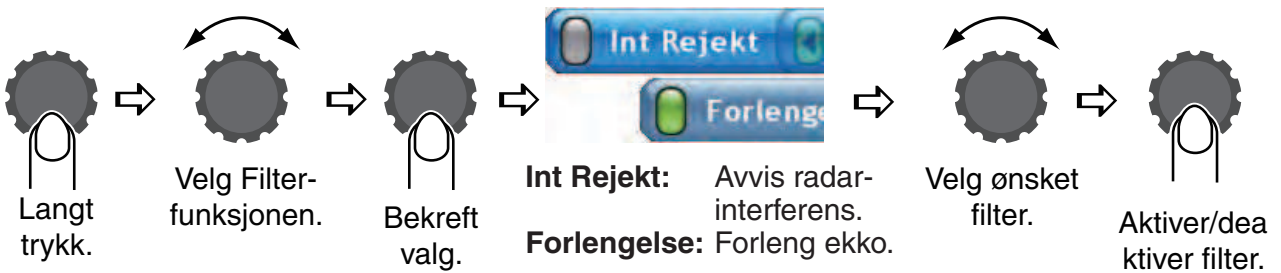 Langt
trykk.
Velg Filter-
funksjonen.
Bekreft
valg.
Int Rejekt
Int Rejekt: Avvis radar-
interferens.
Forlengelse: Forleng ekko.
Velg ønsket
filter.
Aktiver/dea
ktiver filter.